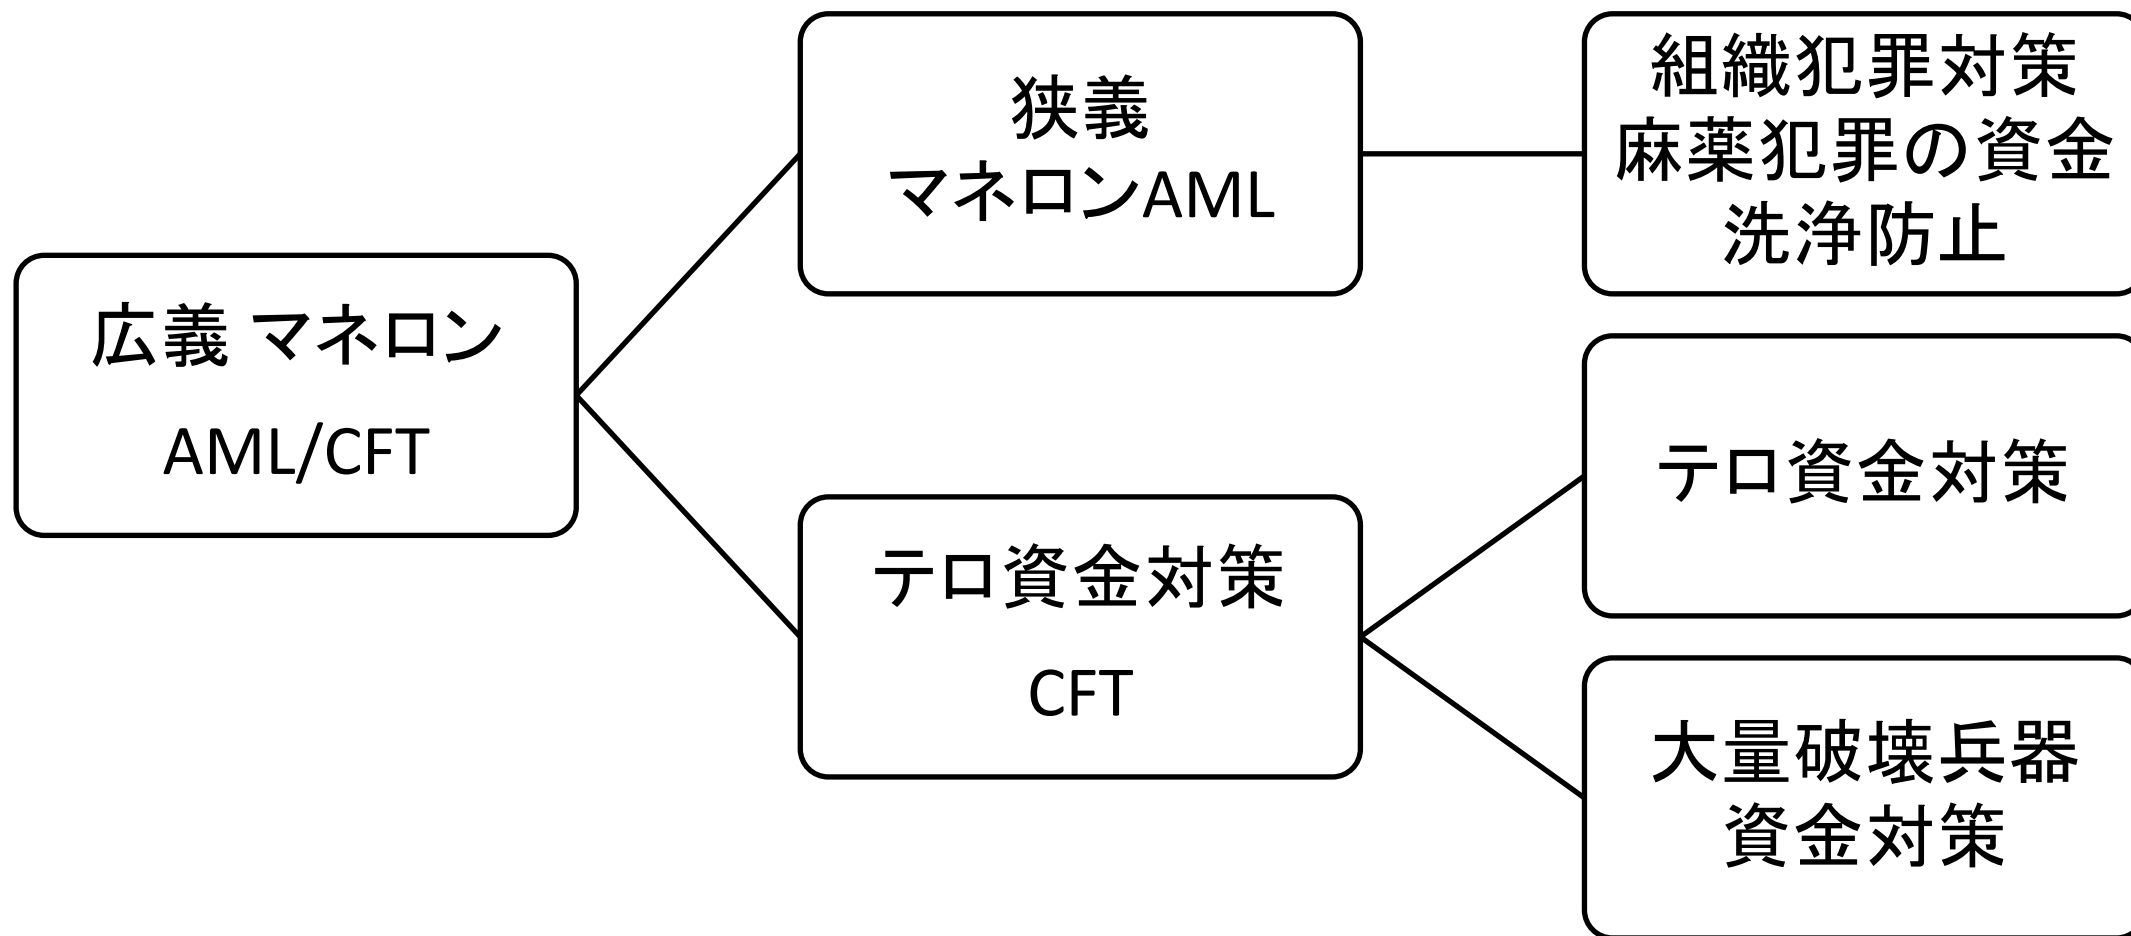 広義 マネロン
AML/CFT
狭義
マネロンAML
テロ資金対策
CFT
組織犯罪対策
麻薬犯罪の資金
洗浄防止
テロ資金対策
大量破壊兵器
資金対策